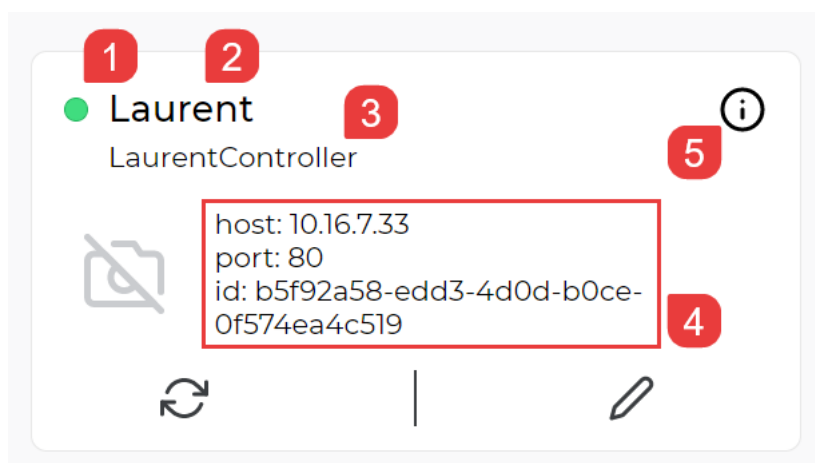 1 2
Laurent
3
LaurentController
5
host: 10.16.7.33
port: 80
id: b5f92a58-edd3-4d0d-b0ce-
0f574ea4c519
4